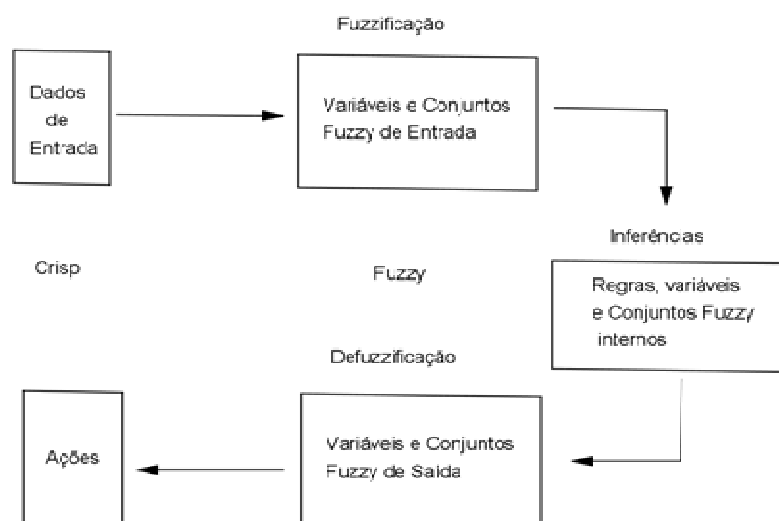 Fuzzificação
Dados
de
Entrada
Variáveis e Conjuntos
Fuzzy de Entrada
Inferências
Crisp
Fuzzy
Regras, variáveis
e Conjuntos Fuzzy
internos
Defuzzificação
Ações
Variáveis e Conjuntos
Fuzzy de Saída